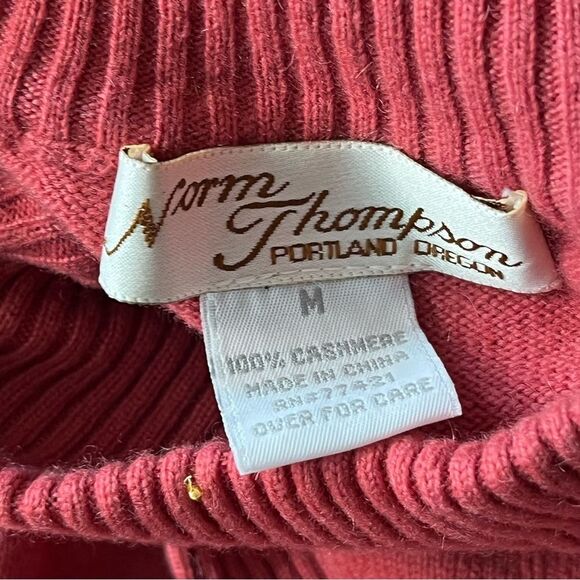 Norm
Thompson
PORTLAND OREGON
M
100% CASHMERE
MADE IN CHINA
RN#77421
OVER FOR CARE